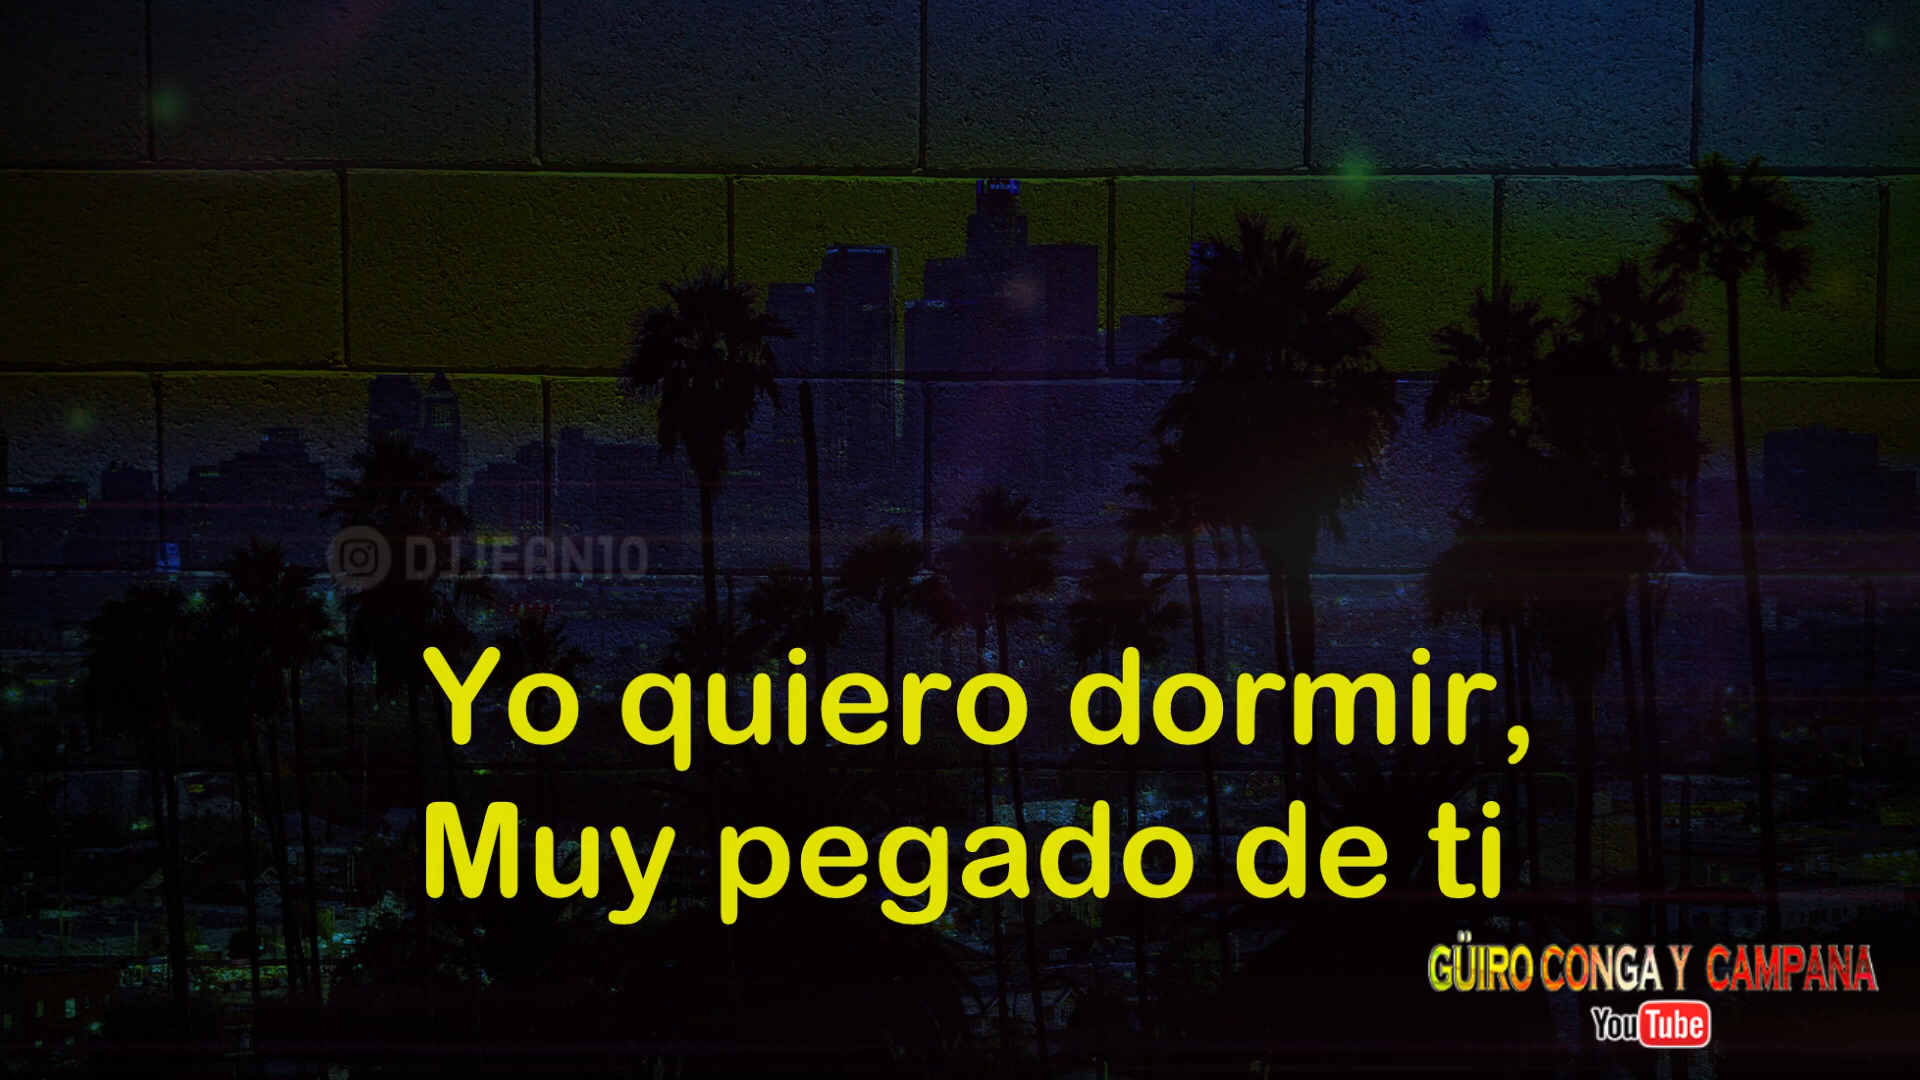 DJJEAN10
Yo quiero dormir,
Muy pegado de ti
GÜIRO CONGA Y CAMPANA
YouTube